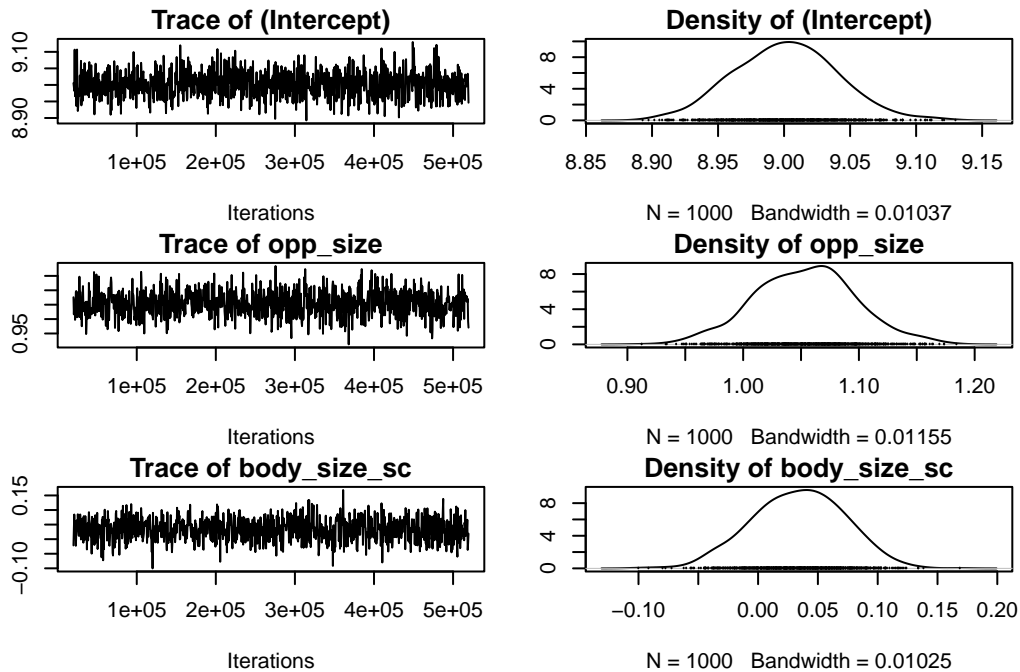 Trace of (Intercept)
8.90 9.10
1e+05 2e+05 3e+05 4e+05 5e+05
Iterations
Density of (Intercept)
0 4 8
8.85 8.90 8.95 9.00 9.05 9.10 9.15
N = 1000 Bandwidth = 0.01037
Trace of opp_size
0.95
1e+05 2e+05 3e+05 4e+05 5e+05
Iterations
Density of opp_size
0 4 8
0.90 1.00 1.10 1.20
N = 1000 Bandwidth = 0.01155
Trace of body_size_sc
−0.10 0.15
1e+05 2e+05 3e+05 4e+05 5e+05
Iterations
Density of body_size_sc
0 4 8
−0.10 0.00 0.05 0.10 0.15 0.20
N = 1000 Bandwidth = 0.01025